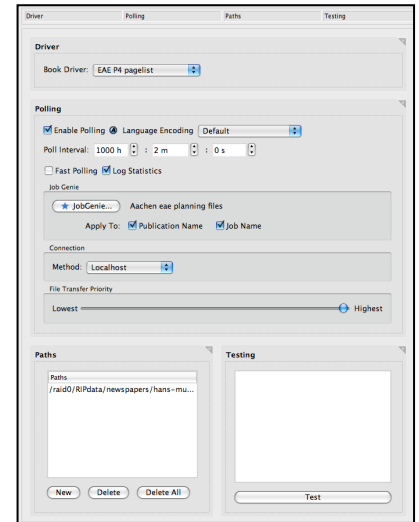 Driver Polling Paths Testing
Driver
Book Driver: EAE P4 pagelist
Polling
Enable Polling Language Encoding Default
Poll Interval: 1000 h : 2 m : 0 s
Fast Polling Log Statistics
Job Genie
JobGenie... Aachen eae planning files
Apply To: Publication Name Job Name
Connection
Method: Localhost
File Transfer Priority
Lowest Highest
Paths
Paths
/raid0/RIPdata/newspapers/hans-mu...
New Delete Delete All
Testing
Test